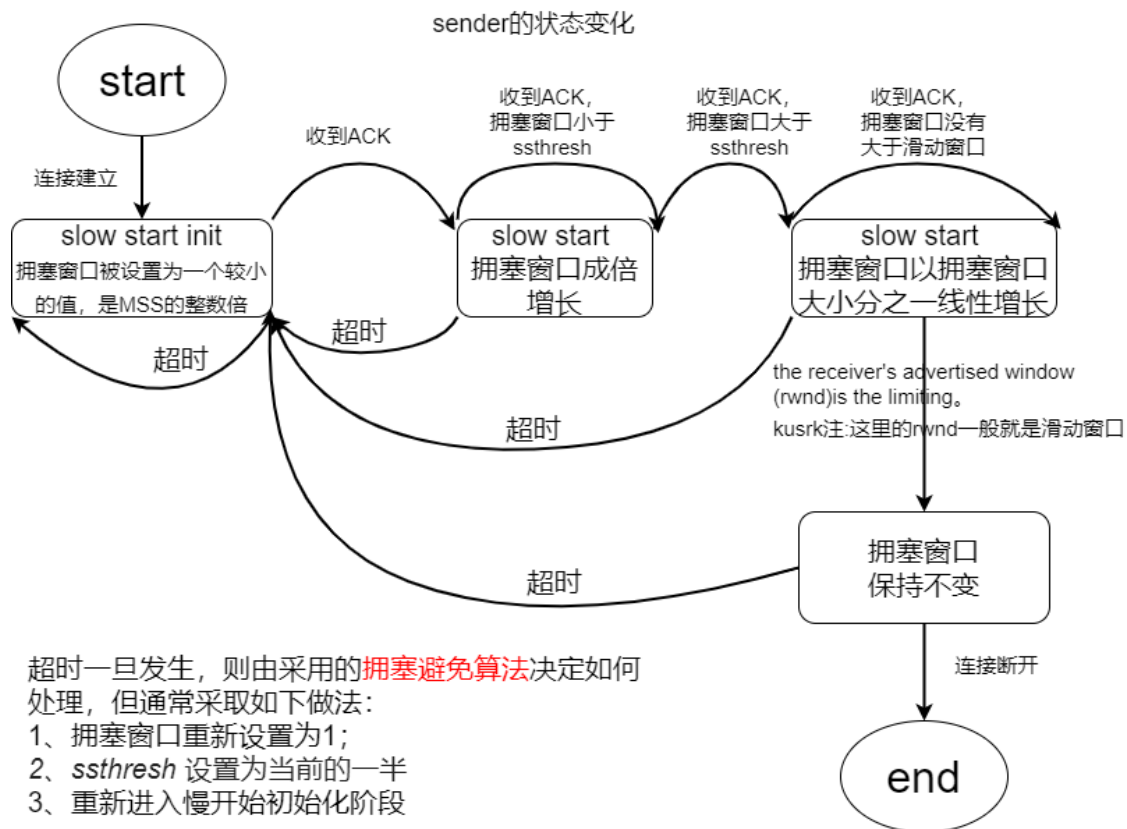 sender的状态变化
start
连接建立
收到ACK
收到ACK，
拥塞窗口小于
ssthresh
收到ACK，
拥塞窗口大于
ssthresh
收到ACK，
拥塞窗口没有
大于滑动窗口
slow start init
拥塞窗口被设置为一个较小
的值，是MSS的整数倍
slow start
拥塞窗口成倍
增长
slow start
拥塞窗口以拥塞窗口
大小分之一线性增长
超时
超时
超时
the receiver's advertised window
(rwnd)is the limiting。
kusrk注:这里的rwnd一般就是滑动窗口
拥塞窗口
保持不变
超时
连接断开
end
超时一旦发生，则由采用的拥塞避免算法决定如何
处理，但通常采取如下做法：
1、拥塞窗口重新设置为1；
2、ssthresh 设置为当前的一半
3、重新进入慢开始初始化阶段